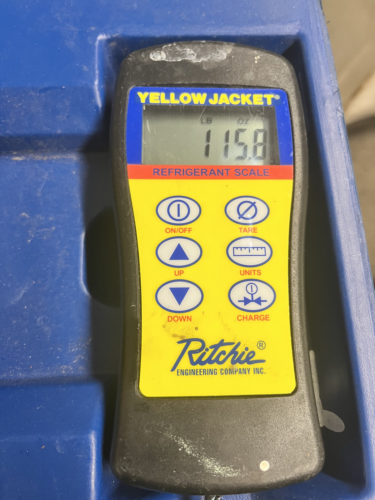 YELLOW JACKET®
LB OZ
115.8
REFRIGERANT SCALE
ON/OFF TARE
UP UNITS
DOWN CHARGE
Ritchie®
ENGINEERING COMPANY INC.